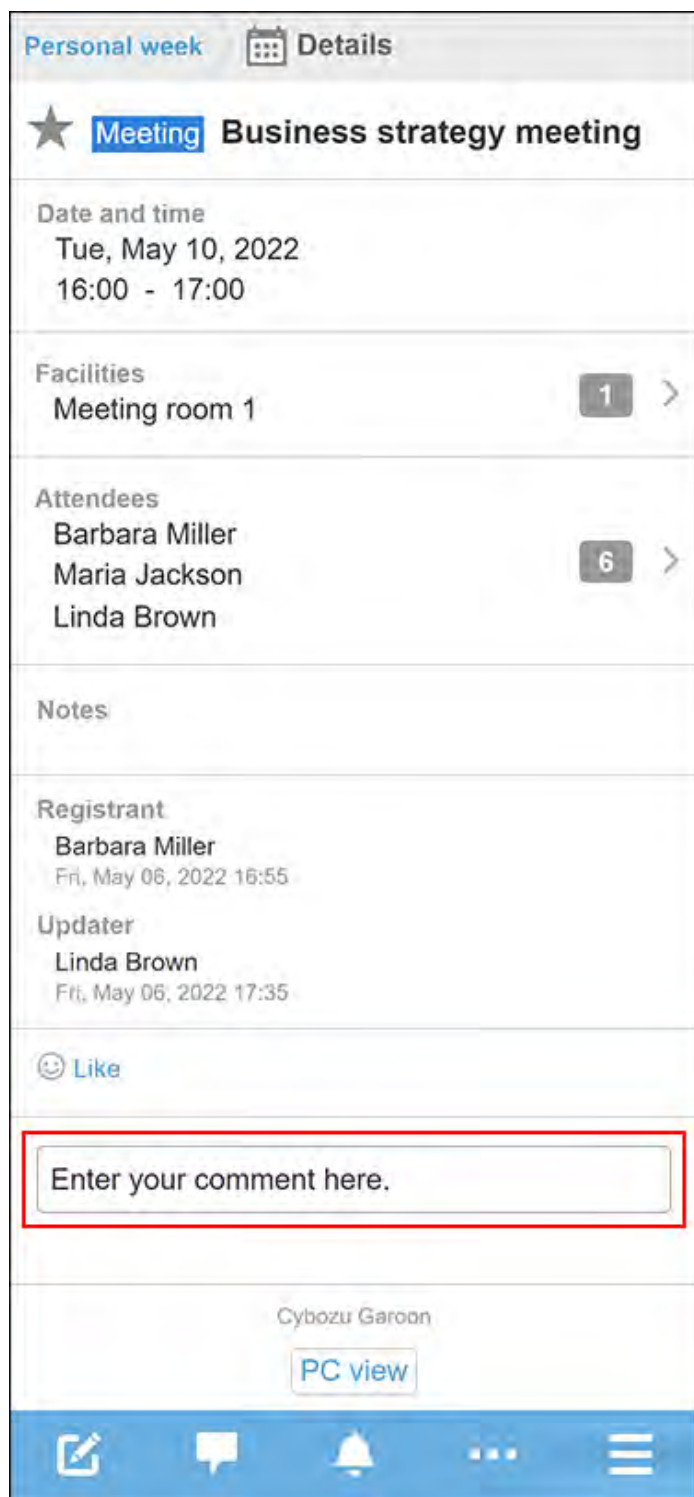 Personal week Details
Meeting Business strategy meeting
Date and time
Tue, May 10, 2022
16:00 - 17:00
Facilities
Meeting room 1
1
Attendees
Barbara Miller
Maria Jackson
Linda Brown
6
Notes
Registrant
Barbara Miller
Fri, May 06, 2022 16:55
Updater
Linda Brown
Fri, May 06, 2022 17:35
Like
Enter your comment here.
Cybozu Garoon
PC view